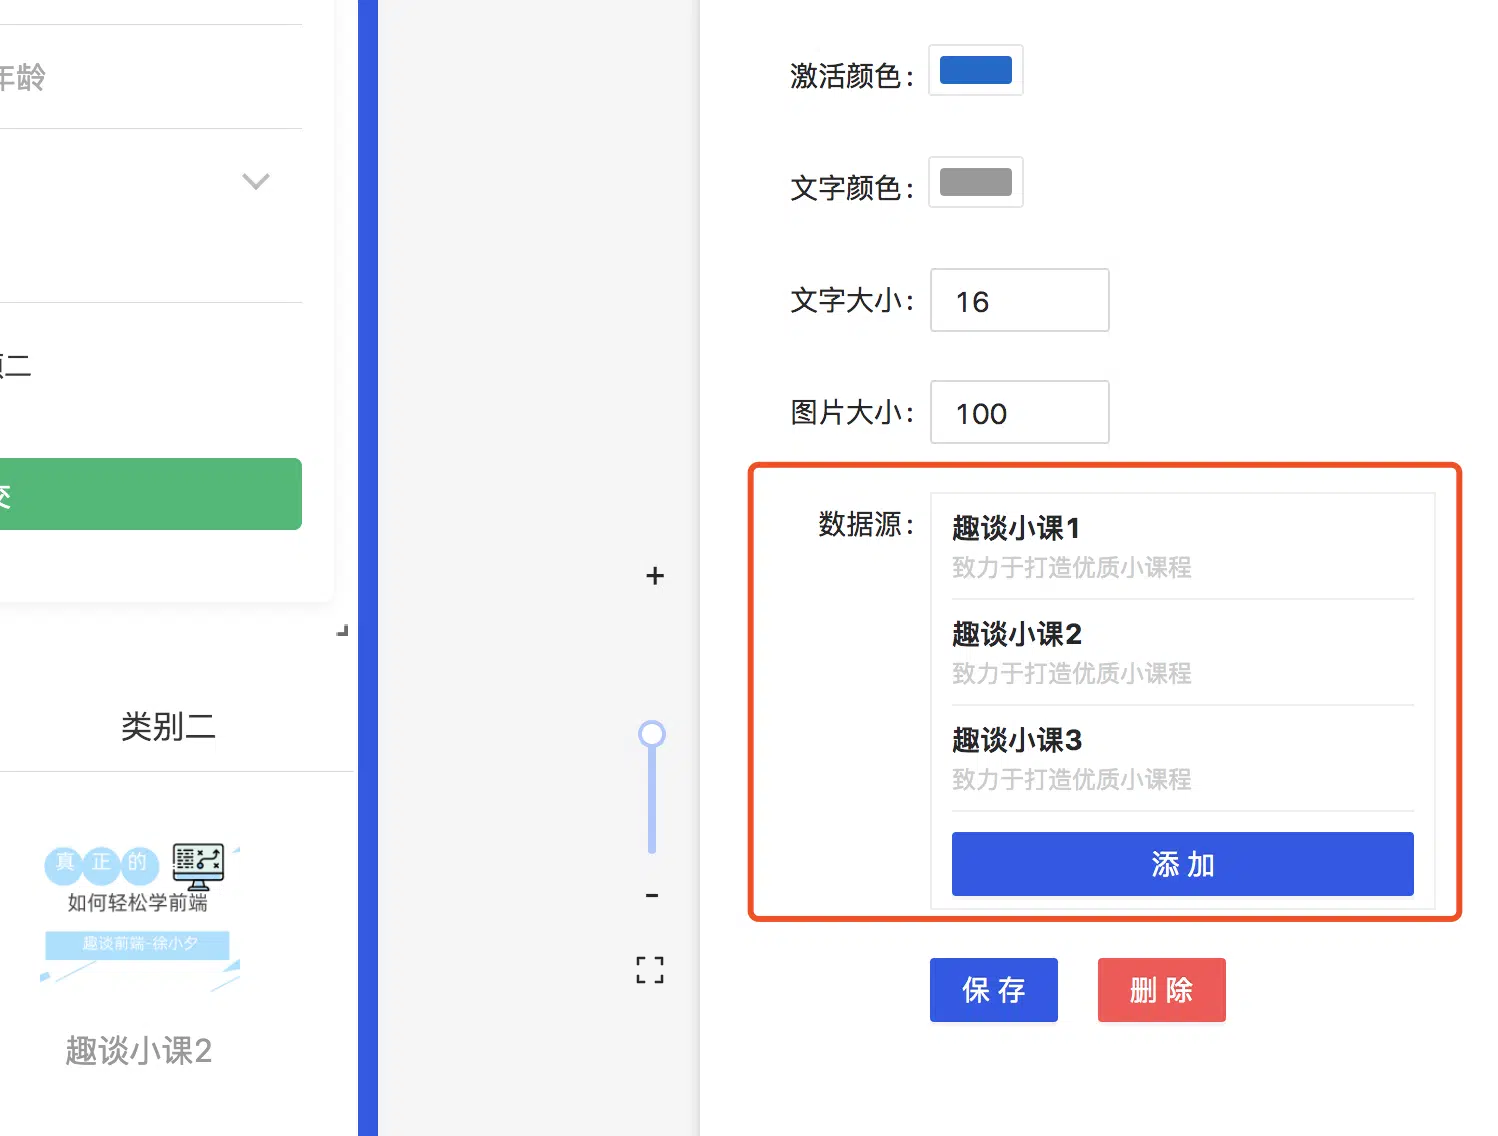 年龄
二
类别二
真正的
如何轻松学前端
趣谈前端-徐小夕
趣谈小课2
+
-
激活颜色：
文字颜色：
文字大小：
16
图片大小：
100
数据源：
趣谈小课1
致力于打造优质小课程
趣谈小课2
致力于打造优质小课程
趣谈小课3
致力于打造优质小课程
添 加
保 存
删 除